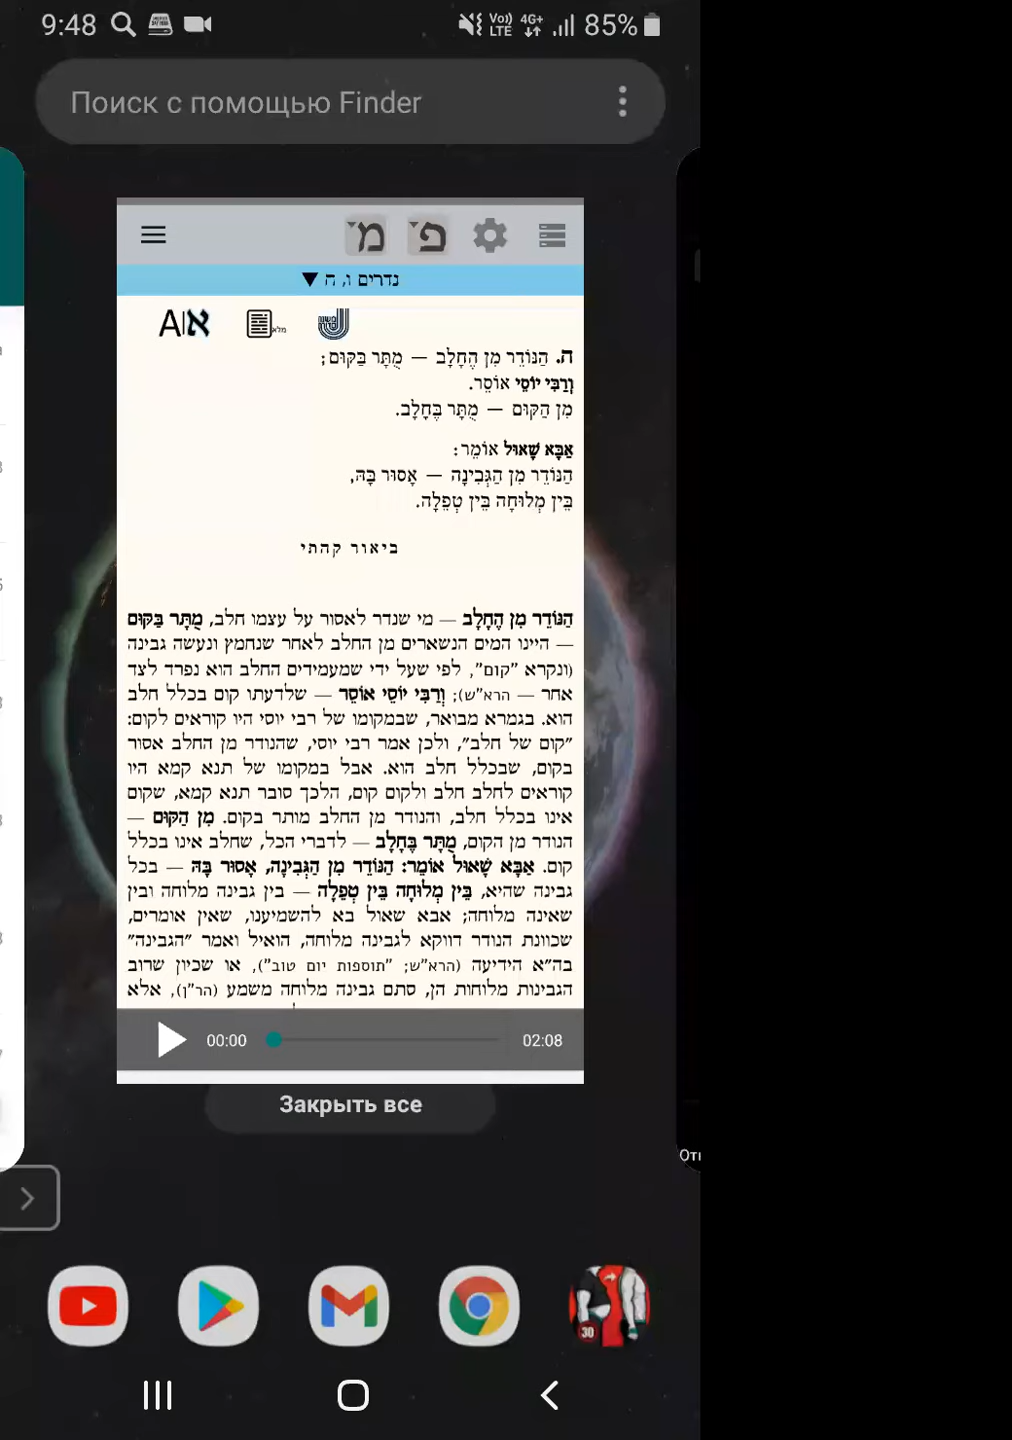 9:48
Vo)) LTE
4G+
85%
Поиск с помощью Finder
מ
פ
נדרים ו, ה ▼
A|א
מלא
ה. הַנּוֹדֵר מִן הֶחָלָב — מֻתָּר בַּקּוּם;
וְרַבִּי יוֹסֵי אוֹסֵר.
מִן הַקּוּם — מֻתָּר בֶּחָלָב.
אַבָּא שָׁאוּל אוֹמֵר:
הַנּוֹדֵר מִן הַגְּבִינָה — אָסוּר בָּהּ,
בֵּין מְלוּחָה בֵּין טְפֵלָה.
ביאור קהתי
הַנּוֹדֵר מִן הֶחָלָב — מי שנדר לאסור על עצמו חלב, מֻתָּר בַּקּוּם
— היינו המים הנשארים מן החלב לאחר שנחמץ ונעשה גבינה
(ונקרא "קום", לפי שעל ידי שמעמידים החלב הוא נפרד לצד
אחר — הרא"ש); וְרַבִּי יוֹסֵי אוֹסֵר — שלדעתו קום בכלל חלב
הוא. בגמרא מבואר, שבמקומו של רבי יוסי היו קוראים לקום:
"קום של חלב", ולכן אמר רבי יוסי, שהנודר מן החלב אסור
בקום, שבכלל חלב הוא. אבל במקומו של תנא קמא היו
קוראים לחלב חלב ולקום קום, הלכך סובר תנא קמא, שקום
אינו בכלל חלב, והנודר מן החלב מותר בקום. מִן הַקּוּם —
הנודר מן הקום, מֻתָּר בֶּחָלָב — לדברי הכל, שחלב אינו בכלל
קום. אַבָּא שָׁאוּל אוֹמֵר: הַנּוֹדֵר מִן הַגְּבִינָה, אָסוּר בָּהּ — בכל
גבינה שהיא, בֵּין מְלוּחָה בֵּין טְפֵלָה — בין גבינה מלוחה ובין
שאינה מלוחה; אבא שאול בא להשמיענו, שאין אומרים,
שכוונת הנודר דווקא לגבינה מלוחה, הואיל ואמר "הגבינה"
בה"א הידיעה (הרא"ש; "תוספות יום טוב"), או שכיון שרוב
הגבינות מלוחות הן, סתם גבינה מלוחה משמע (הר"ן), אלא
00:00
02:08
Закрыть все
От
30